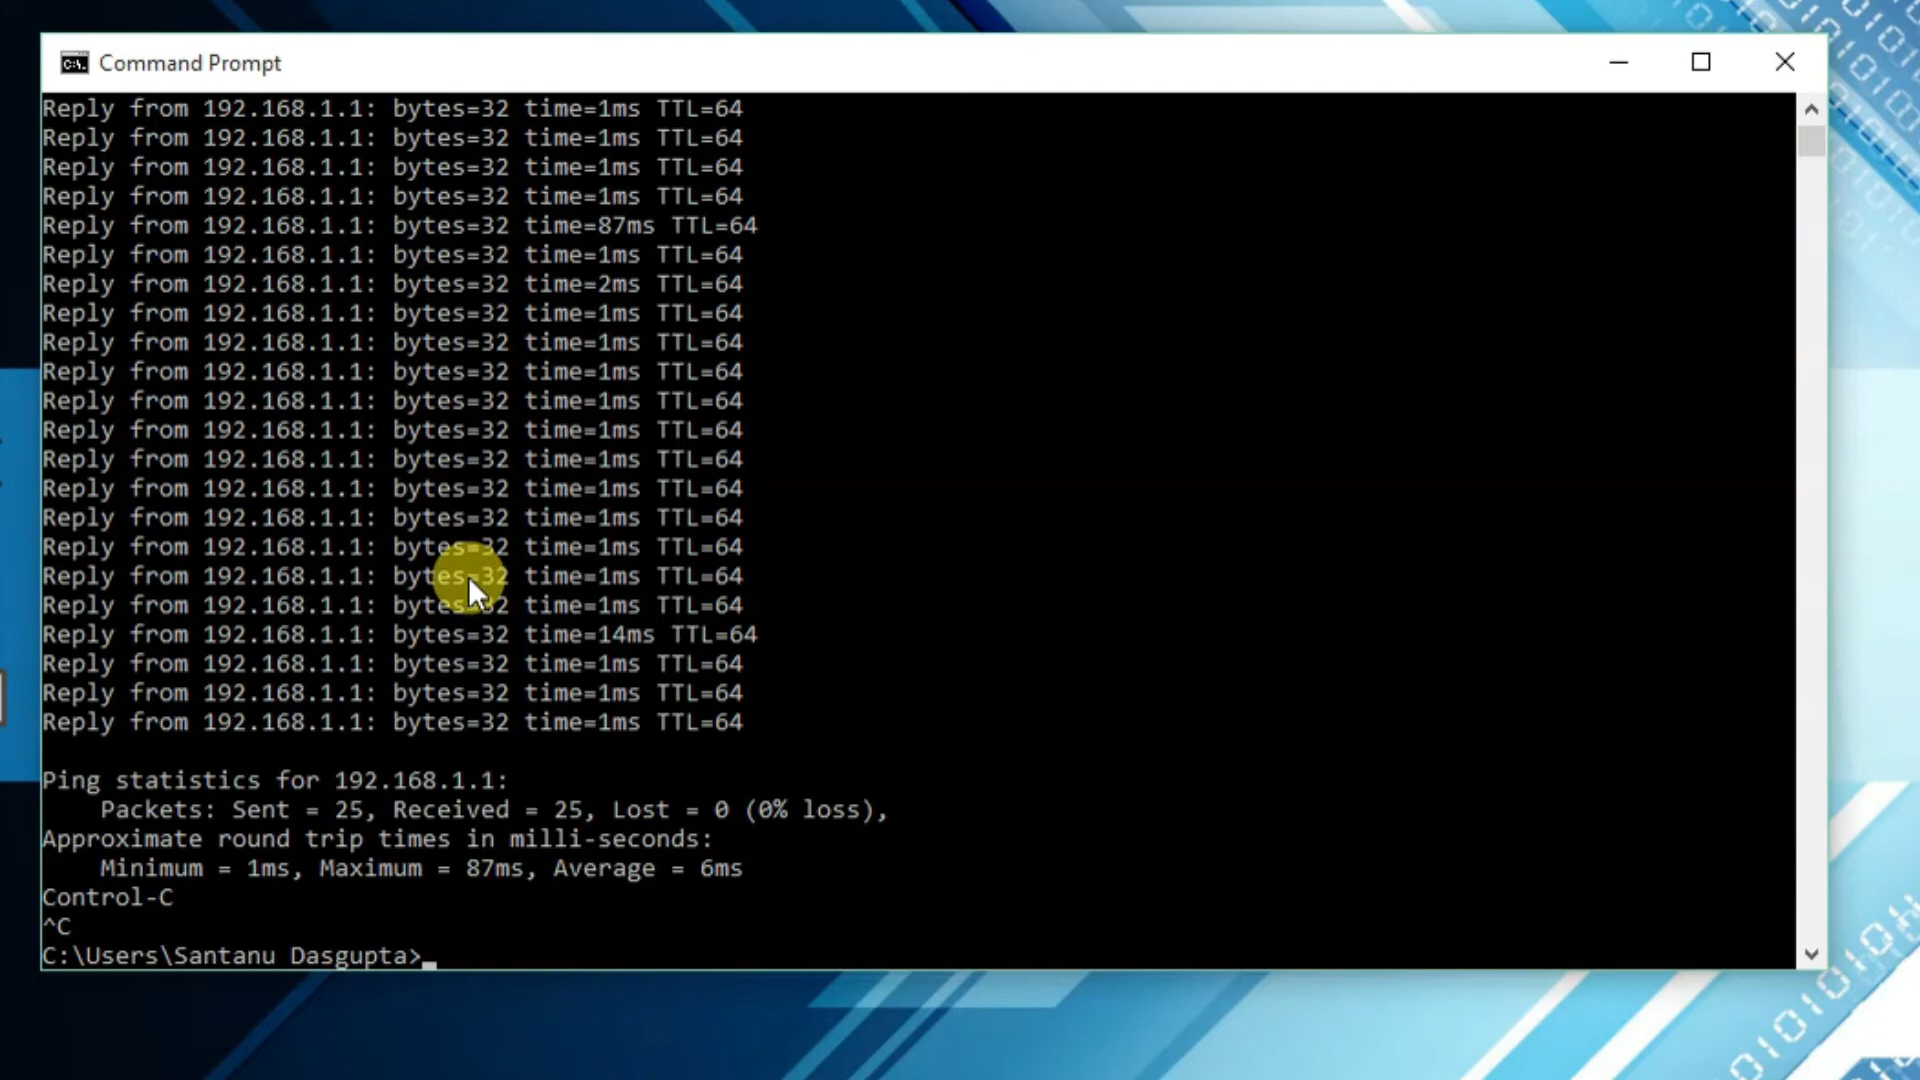 Command Prompt
Reply from 192.168.1.1: bytes=32 time=1ms TTL=64
Reply from 192.168.1.1: bytes=32 time=1ms TTL=64
Reply from 192.168.1.1: bytes=32 time=1ms TTL=64
Reply from 192.168.1.1: bytes=32 time=1ms TTL=64
Reply from 192.168.1.1: bytes=32 time=87ms TTL=64
Reply from 192.168.1.1: bytes=32 time=1ms TTL=64
Reply from 192.168.1.1: bytes=32 time=2ms TTL=64
Reply from 192.168.1.1: bytes=32 time=1ms TTL=64
Reply from 192.168.1.1: bytes=32 time=1ms TTL=64
Reply from 192.168.1.1: bytes=32 time=1ms TTL=64
Reply from 192.168.1.1: bytes=32 time=1ms TTL=64
Reply from 192.168.1.1: bytes=32 time=1ms TTL=64
Reply from 192.168.1.1: bytes=32 time=1ms TTL=64
Reply from 192.168.1.1: bytes=32 time=1ms TTL=64
Reply from 192.168.1.1: bytes=32 time=1ms TTL=64
Reply from 192.168.1.1: bytes=32 time=1ms TTL=64
Reply from 192.168.1.1: bytes=32 time=1ms TTL=64
Reply from 192.168.1.1: bytes=32 time=1ms TTL=64
Reply from 192.168.1.1: bytes=32 time=14ms TTL=64
Reply from 192.168.1.1: bytes=32 time=1ms TTL=64
Reply from 192.168.1.1: bytes=32 time=1ms TTL=64
Reply from 192.168.1.1: bytes=32 time=1ms TTL=64
Ping statistics for 192.168.1.1:
Packets: Sent = 25, Received = 25, Lost = 0 (0% loss),
Approximate round trip times in milli-seconds:
Minimum = 1ms, Maximum = 87ms, Average = 6ms
Control-C
^C
C:\Users\Santanu Dasgupta>